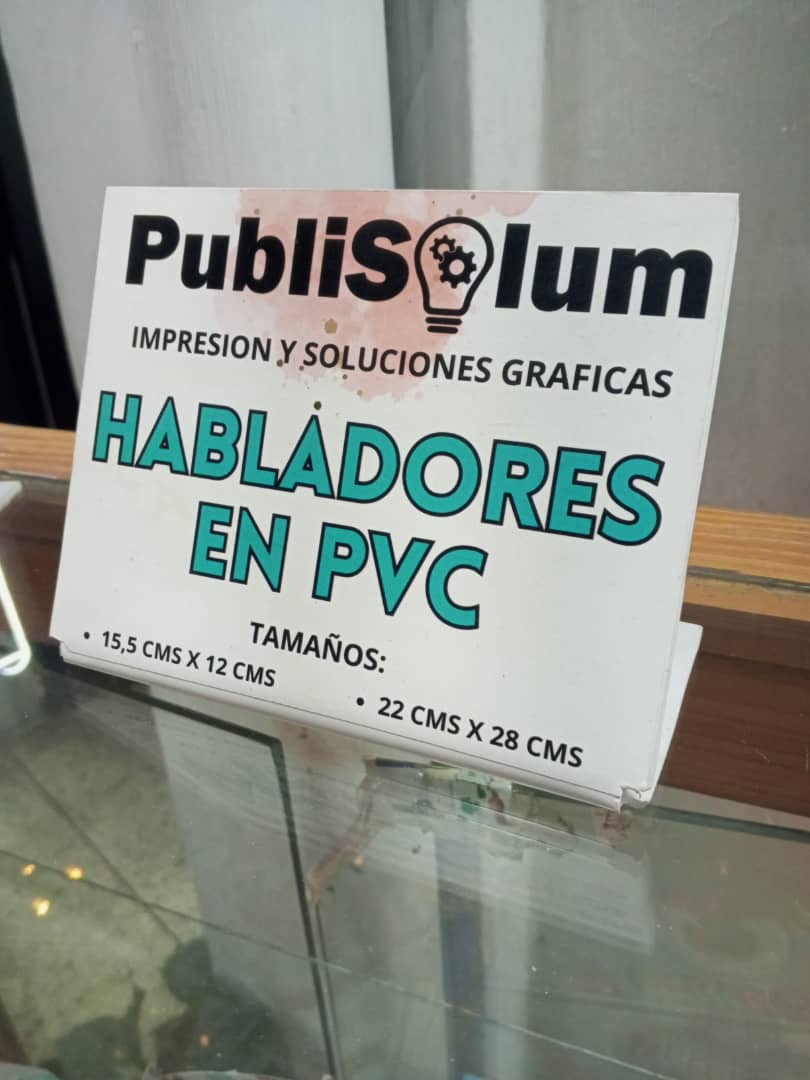 PubliSolum
IMPRESION Y SOLUCIONES GRAFICAS
HABLADORES
EN PVC
TAMAÑOS:
• 15,5 CMS X 12 CMS
• 22 CMS X 28 CMS